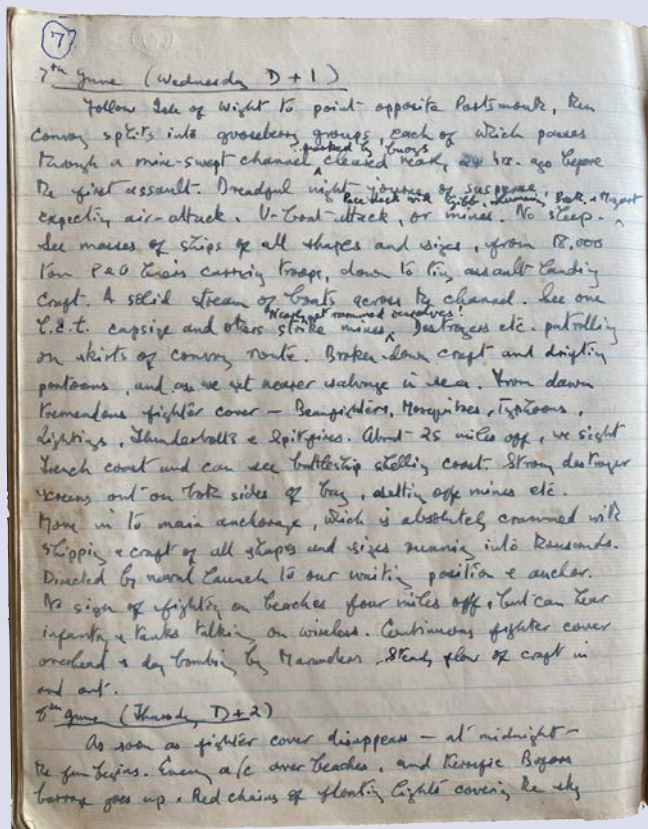 7
7th June (Wednesday D + 1)
Follow Isle of Wight to point opposite Portsmouth, then
convoy splits into gooseberry groups, each of which passes
marked by buoys
through a mine-swept channel, cleared nearly 24 hrs. ago before
the first assault. Dreadful night journey of suspense,
Pace deck with
expecting air-attack, U-boat-attack, or mines. No sleep.
See masses of ships of all shapes and sizes, from 18,000
ton P&O liners carrying troops, down to tiny assault landing
craft. A solid stream of boats across the channel. See one
Nearly get rammed ourselves!
L.C.T. capsize and others strike mines. Destroyers etc. patrolling
on skirts of convoy route. Broken-down craft and drifting
pontoons, and as we get nearer salvage in sea. From dawn
tremendous fighter cover – Beaufighters, Mosquitoes, Typhoons,
Lightings, Thunderbolts & Spitfires. About 25 miles off, we sight
French coast and can see battleship shelling coast. Strong destroyer
screens out on both sides of bay, setting off mines etc.
Move in to main anchorage, which is absolutely crammed with
shipping & craft of all shapes and sizes running into thousands.
Directed by naval launch to our waiting position & anchor.
No sign of fighting on beaches four miles off, but can hear
infantry & tanks talking on wireless. Continuous fighter cover
overhead & day bombing by Marauders. Steady flow of craft in
and out.
8th June (Thursday D+2)
As soon as fighter cover disappears – at midnight –
the fun begins. Enemy a/c over beaches, and terrific Bofors
barrage goes up. Red chains of floating lights covering the sky